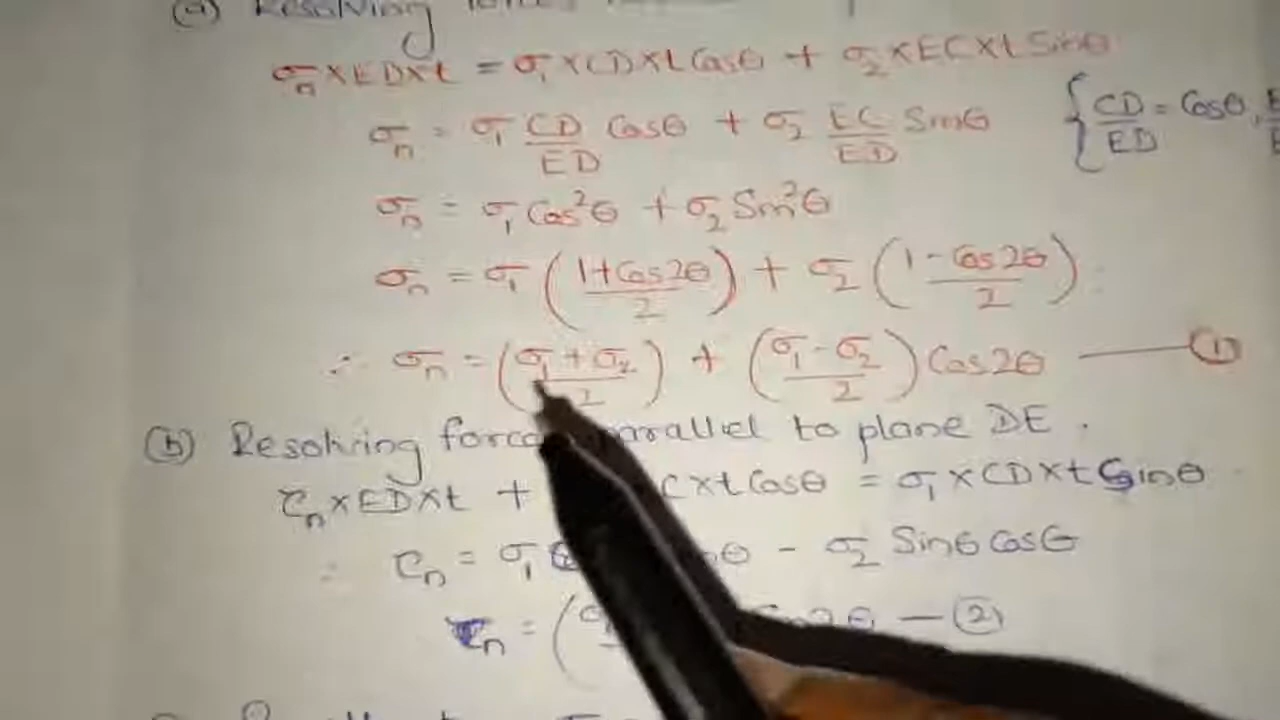 (a) Resolving
σn × ED × t = σ1 × CD × t Cosθ + σ2 × EC × t Sinθ
σn = σ1 CD/ED Cosθ + σ2 EC/ED Sinθ { CD/ED = Cosθ,
σn = σ1 Cos²θ + σ2 Sin²θ
σn = σ1 (1+Cos2θ / 2) + σ2 (1-Cos2θ / 2)
∴ σn = (σ1+σ2 / 2) + (σ1-σ2 / 2) Cos2θ — (1)
(b) Resolving parallel to plane DE.
τn × ED × t + C × t Cosθ = σ1 × CD × t Sinθ
∴ τn = σ1 - σ2 Sinθ Cosθ
τn = ( — (2)